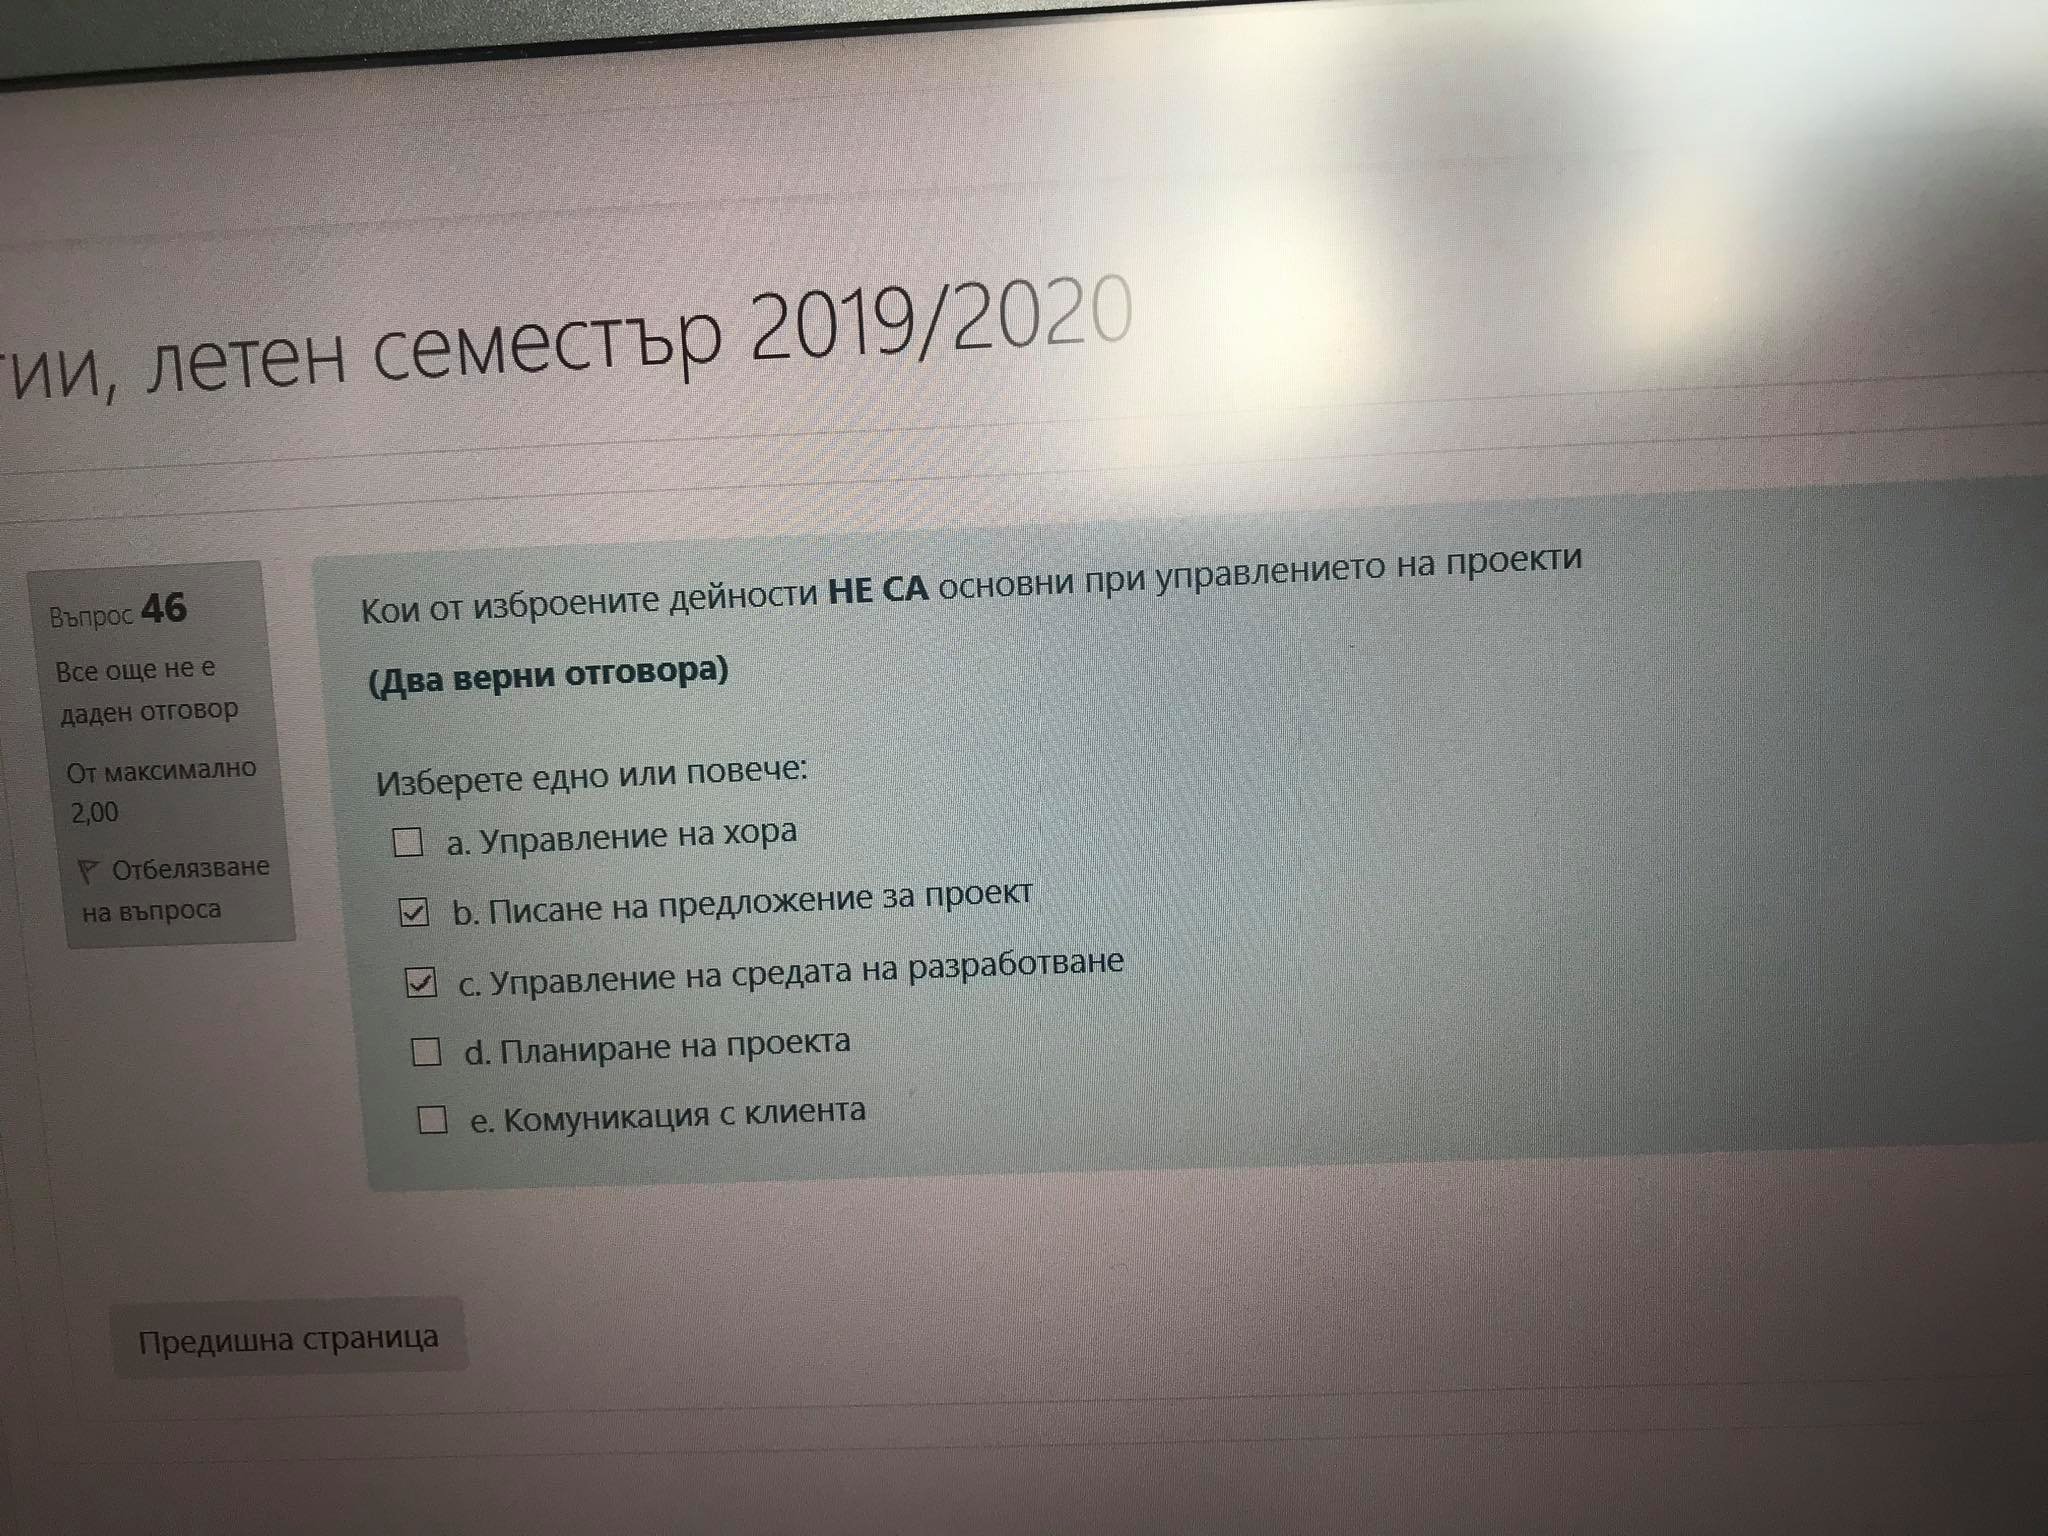 гии, летен семестър 2019/2020
Въпрос 46
Все още не е
даден отговор
От максимално
2,00
Отбелязване
на въпроса
Кои от изброените дейности НЕ СА основни при управлението на проекти
(Два верни отговора)
Изберете едно или повече:
a. Управление на хора
b. Писане на предложение за проект
c. Управление на средата на разработване
d. Планиране на проекта
e. Комуникация с клиента
Предишна страница